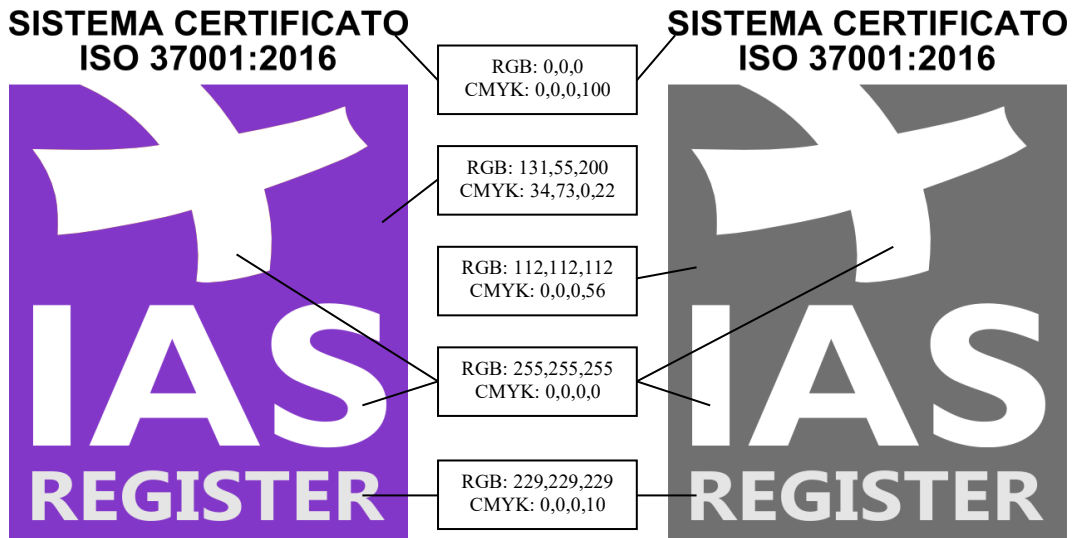 SISTEMA CERTIFICATO
ISO 37001:2016
IAS
REGISTER
RGB: 0,0,0
CMYK: 0,0,0,100
RGB: 131,55,200
CMYK: 34,73,0,22
RGB: 112,112,112
CMYK: 0,0,0,56
RGB: 255,255,255
CMYK: 0,0,0,0
RGB: 229,229,229
CMYK: 0,0,0,10
SISTEMA CERTIFICATO
ISO 37001:2016
IAS
REGISTER